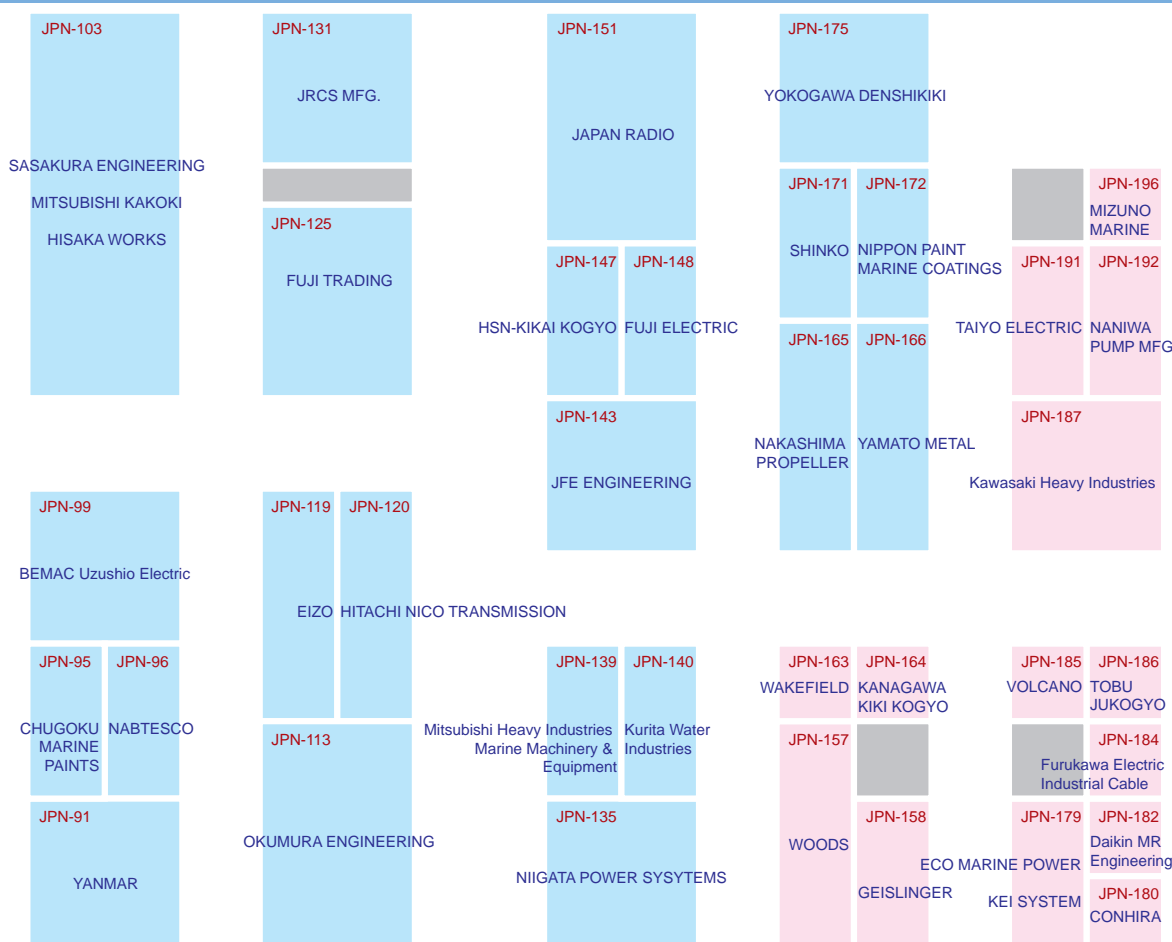 JPN-103
SASAKURA ENGINEERING
MITSUBISHI KAKOKI
HISAKA WORKS
JPN-131
JRCS MFG.
JPN-125
FUJI TRADING
JPN-151
JAPAN RADIO
JPN-147
HSN-KIKAI KOGYO
JPN-148
FUJI ELECTRIC
JPN-143
JFE ENGINEERING
JPN-175
YOKOGAWA DENSHIKIKI
JPN-171
SHINKO
JPN-172
NIPPON PAINT
MARINE COATINGS
JPN-165
NAKASHIMA
PROPELLER
JPN-166
YAMATO METAL
JPN-196
MIZUNO
MARINE
JPN-191
TAIYO ELECTRIC
JPN-192
NANIWA
PUMP MFG
JPN-187
Kawasaki Heavy Industries
JPN-99
BEMAC Uzushio Electric
JPN-95
CHUGOKU
MARINE
PAINTS
JPN-96
NABTESCO
JPN-91
YANMAR
JPN-119
EIZO
JPN-120
HITACHI NICO TRANSMISSION
JPN-113
OKUMURA ENGINEERING
JPN-139
Mitsubishi Heavy Industries
Marine Machinery &
Equipment
JPN-140
Kurita Water
Industries
JPN-135
NIIGATA POWER SYSYTEMS
JPN-163
WAKEFIELD
JPN-164
KANAGAWA
KIKI KOGYO
JPN-157
WOODS
JPN-158
GEISLINGER
JPN-185
VOLCANO
JPN-186
TOBU
JUKOGYO
JPN-184
Furukawa Electric
Industrial Cable
JPN-179
ECO MARINE POWER
KEI SYSTEM
JPN-182
Daikin MR
Engineering
JPN-180
CONHIRA